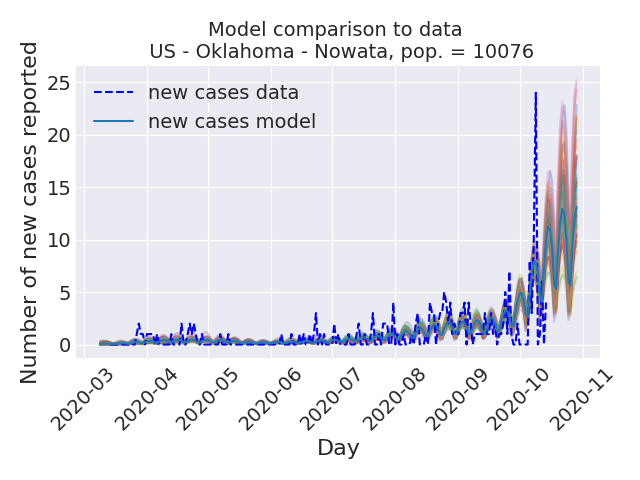 Model comparison to data
US - Oklahoma - Nowata, pop. = 10076
Number of new cases reported
25
20
15
10
5
0
new cases data
new cases model
2020-03
2020-04
2020-05
2020-06
2020-07
2020-08
2020-09
2020-10
2020-11
Day